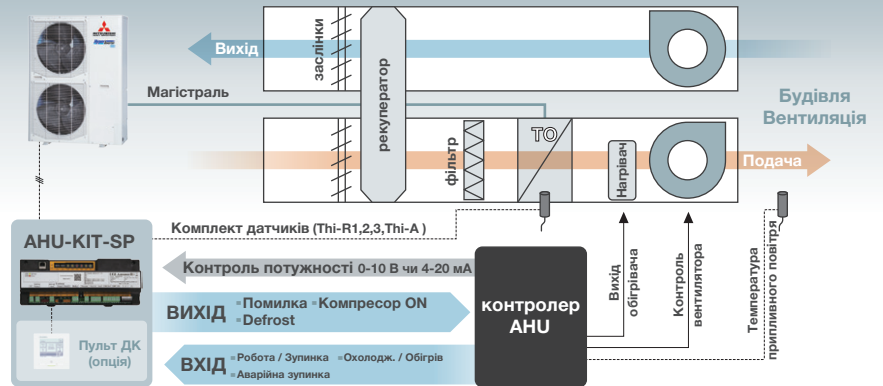 MITSUBISHI
Вихід
заслінки
рекуператор
Магістраль
Будівля
Вентиляція
фільтр
ТО
Нагрівач
Подача
Комплект датчиків (Thi-R1,2,3,Thi-A )
AHU-KIT-SP
Контроль потужності 0-10 В чи 4-20 мА
ВИХІД
Помилка
Компресор ON
Defrost
Пульт ДК
(опція)
ВХІД
Робота / Зупинка
Охолодж. / Обігрів
Аварійна зупинка
контролер
AHU
Вихід
обігрівача
Контроль
вентилятора
Температура
припливного повітря